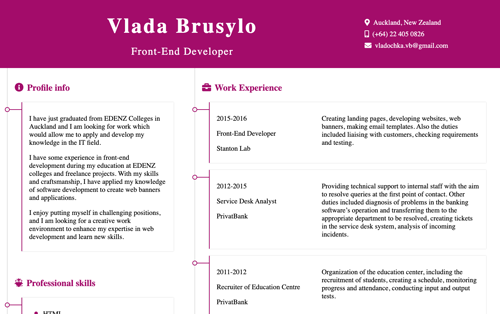 Vlada Brusylo
Front-End Developer
Auckland, New Zealand
(+64) 22 405 0826
vladochka.vb@gmail.com
Profile info
I have just graduated from EDENZ Colleges in
Auckland and I am looking for work which
would allow me to apply and develop my
knowledge in the IT field.
I have some experience in front-end
development during my education at EDENZ
colleges and freelance projects. With my skills
and craftsmanship, I have applied my knowledge
of software development to create web banners
and applications.
I enjoy putting myself in challenging positions,
and I am looking for a creative work
environment to enhance my expertise in web
development and learn new skills.
Professional skills
HTML
Work Experience
2015-2016
Front-End Developer
Stanton Lab
Creating landing pages, developing websites, web
banners, making email templates. Also the duties
included liaising with customers, checking requirements
and testing.
2012-2015
Service Desk Analyst
PrivatBank
Providing technical support to internal staff with the aim
to resolve queries at the first point of contact. Other
duties included diagnosis of problems in the banking
software's operation and transferring them to the
appropriate department to be resolved, creating tickets
in the service desk system, analysis of incoming
incidents.
2011-2012
Recruiter of Education Centre
PrivatBank
Organization of the education center, including the
recruitment of students, creating a schedule, monitoring
progress and attendance, conducting input and output
tests.